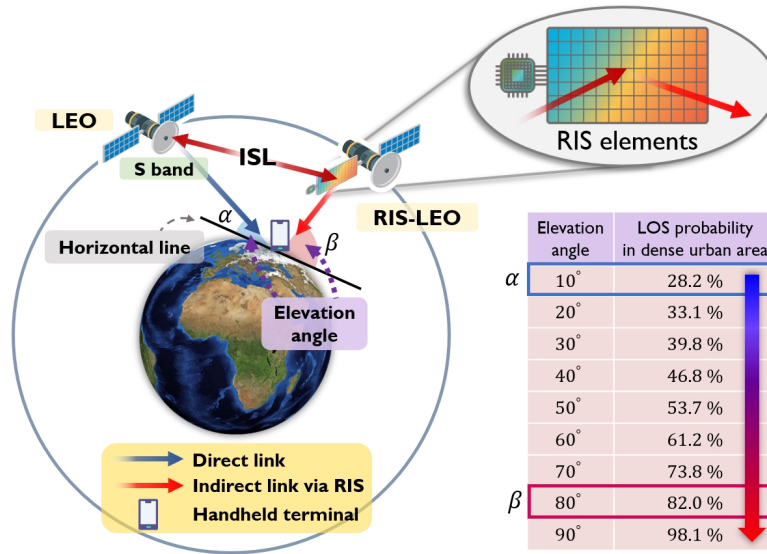 LEO
ISL
S band
RIS-LEO
RIS elements
α
β
Horizontal line
Elevation
angle
Direct link
Indirect link via RIS
Handheld terminal
Elevation angle LOS probability in dense urban area
α 10° 28.2 %
20° 33.1 %
30° 39.8 %
40° 46.8 %
50° 53.7 %
60° 61.2 %
70° 73.8 %
β 80° 82.0 %
90° 98.1 %